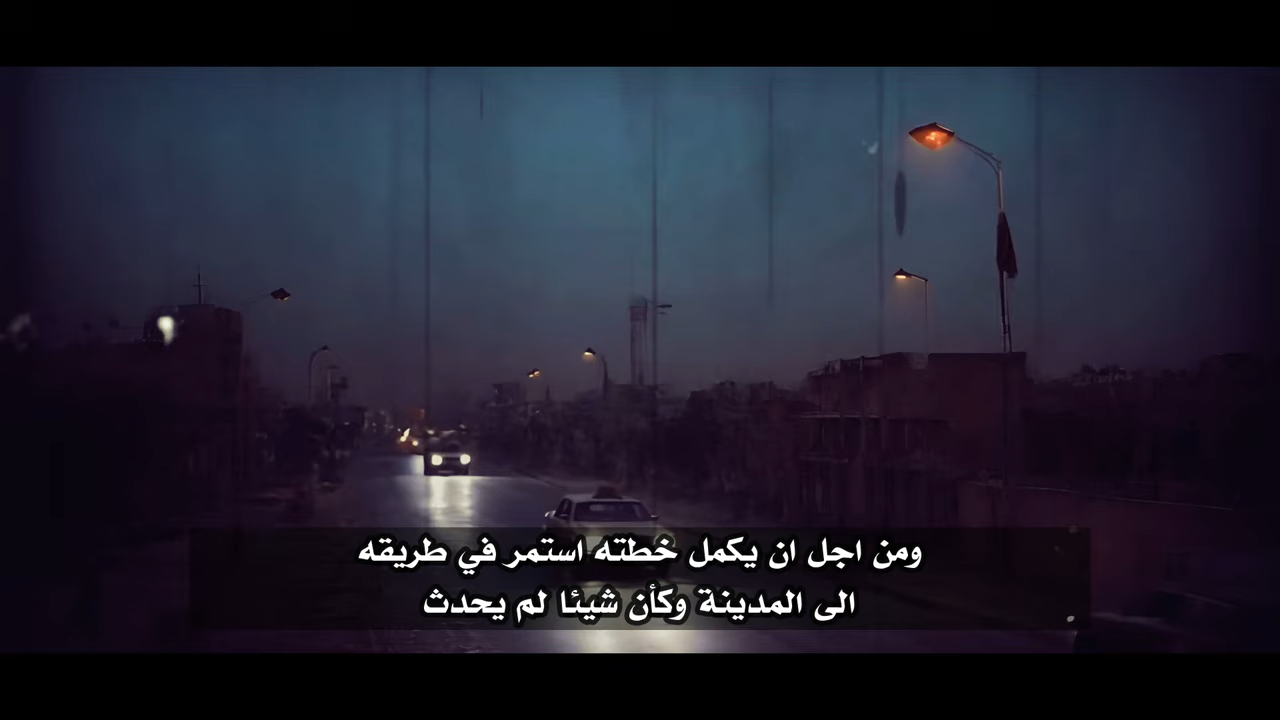 ومن اجل ان يكمل خطته استمر في طريقه
الى المدينة وكأن شيئا لم يحدث